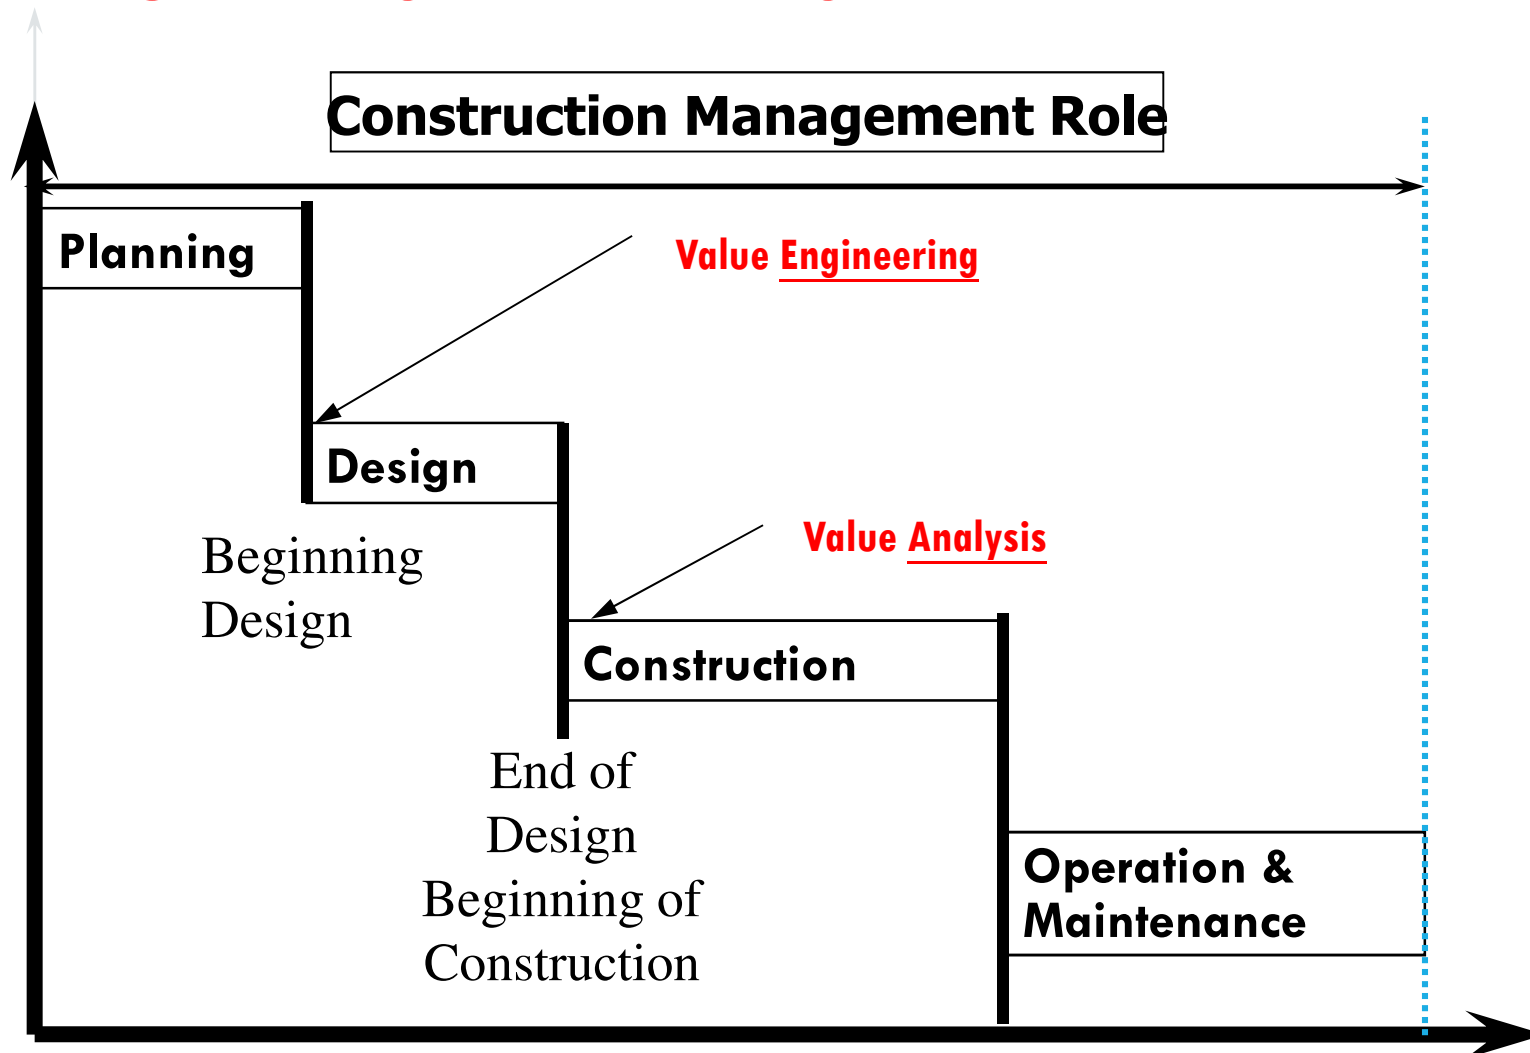 Construction Management Role
Planning
Value Engineering
Design
Beginning
Design
Value Analysis
Construction
End of
Design
Beginning of
Construction
Operation &
Maintenance